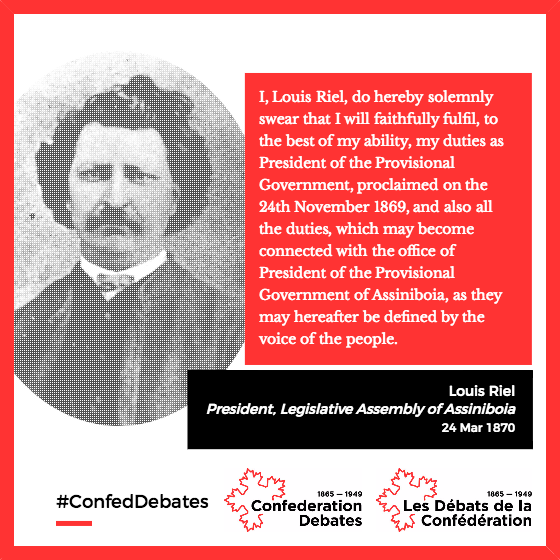 I, Louis Riel, do hereby solemnly
swear that I will faithfully fulfil, to
the best of my ability, my duties as
President of the Provisional
Government, proclaimed on the
24th November 1869, and also all
the duties, which may become
connected with the office of
President of the Provisional
Government of Assiniboia, as they
may hereafter be defined by the
voice of the people.
Louis Riel
President, Legislative Assembly of Assiniboia
24 Mar 1870
#ConfedDebates
1865 — 1949
Confederation
Debates
1865 — 1949
Les Débats de la
Confédération